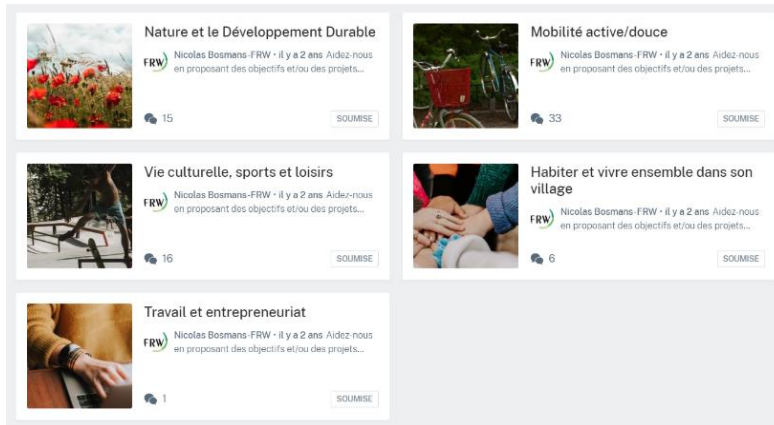 Nature et le Développement Durable
FRW
Nicolas Bosmans-FRW • il y a 2 ans Aidez-nous
en proposant des objectifs et/ou des projets...
15
SOUMISE
Mobilité active/douce
FRW
Nicolas Bosmans-FRW • il y a 2 ans Aidez-nous
en proposant des objectifs et/ou des projets...
33
SOUMISE
Vie culturelle, sports et loisirs
FRW
Nicolas Bosmans-FRW • il y a 2 ans Aidez-nous
en proposant des objectifs et/ou des projets...
16
SOUMISE
Habiter et vivre ensemble dans son
village
FRW
Nicolas Bosmans-FRW • il y a 2 ans Aidez-nous
en proposant des objectifs et/ou des projets...
6
SOUMISE
Travail et entrepreneuriat
FRW
Nicolas Bosmans-FRW • il y a 2 ans Aidez-nous
en proposant des objectifs et/ou des projets...
1
SOUMISE